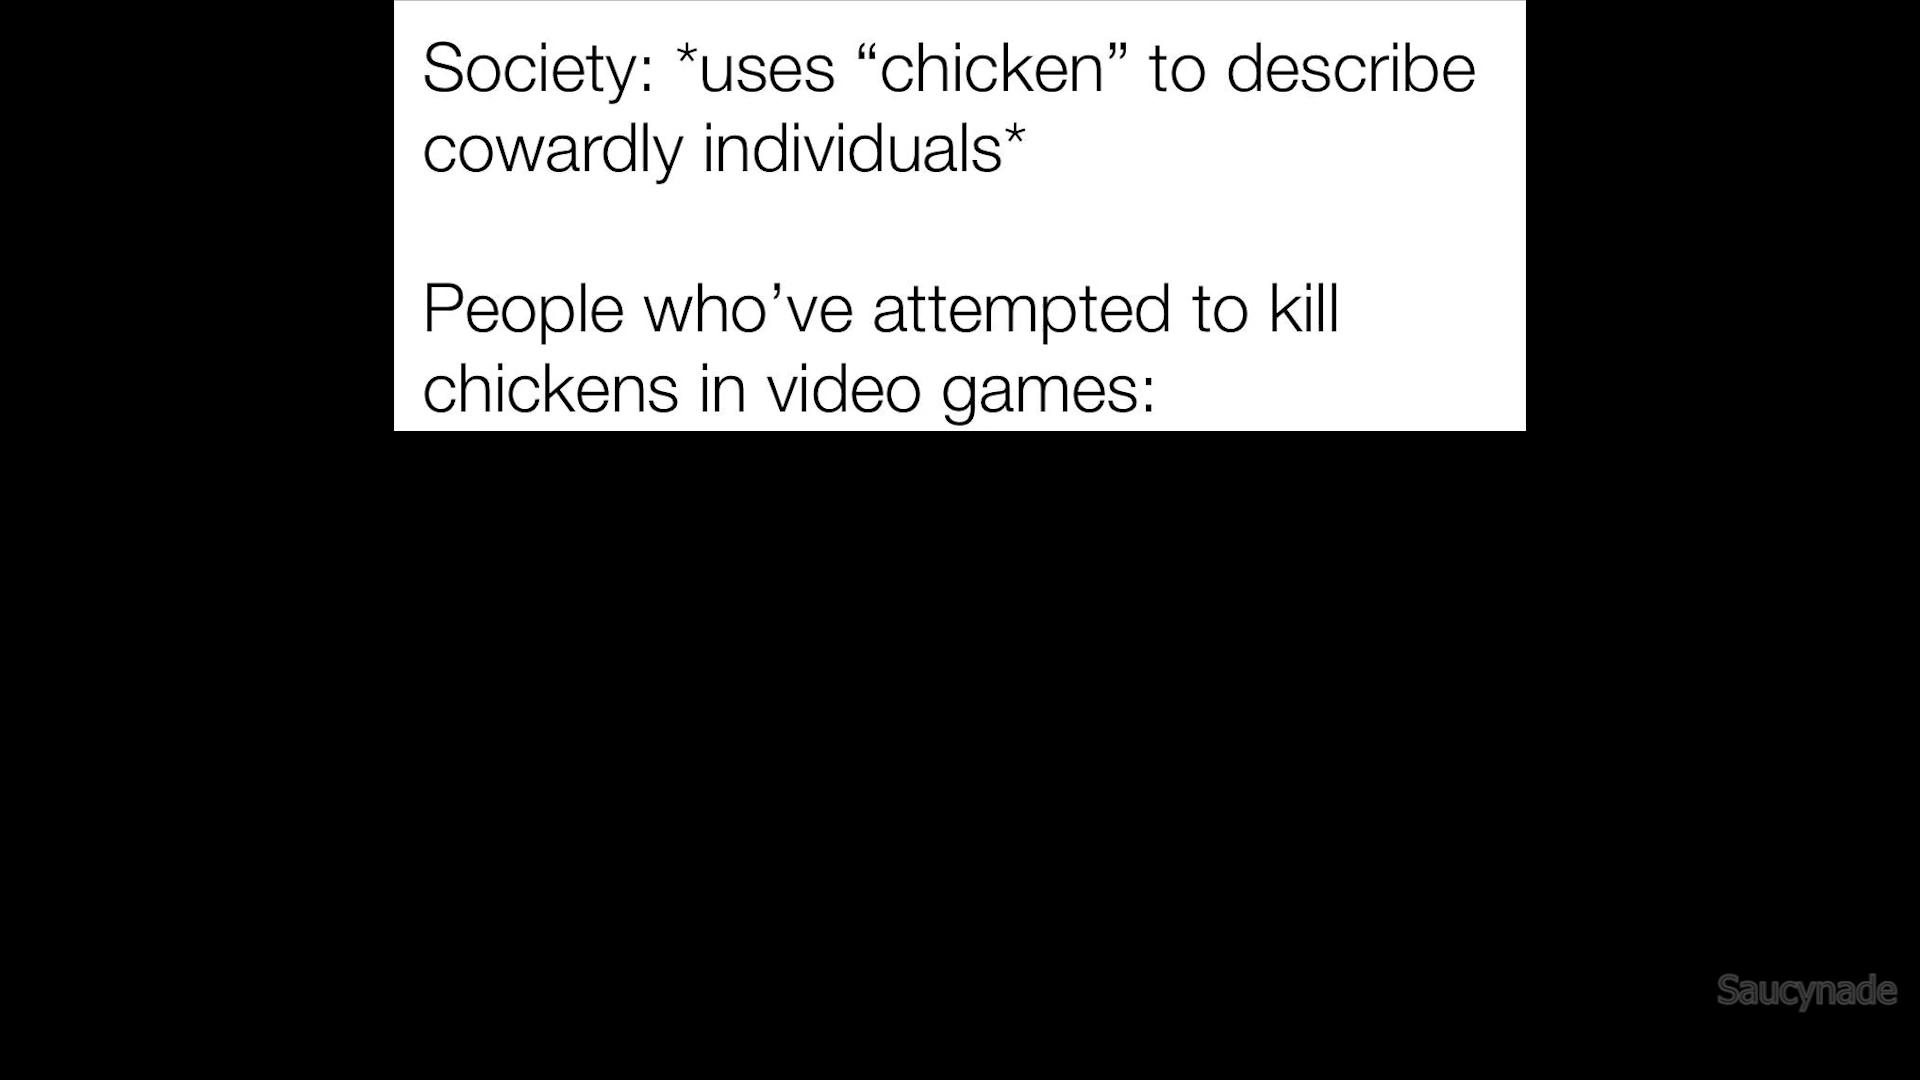 Society: *uses “chicken” to describe
cowardly individuals*
People who’ve attempted to kill
chickens in video games:
Saucynade